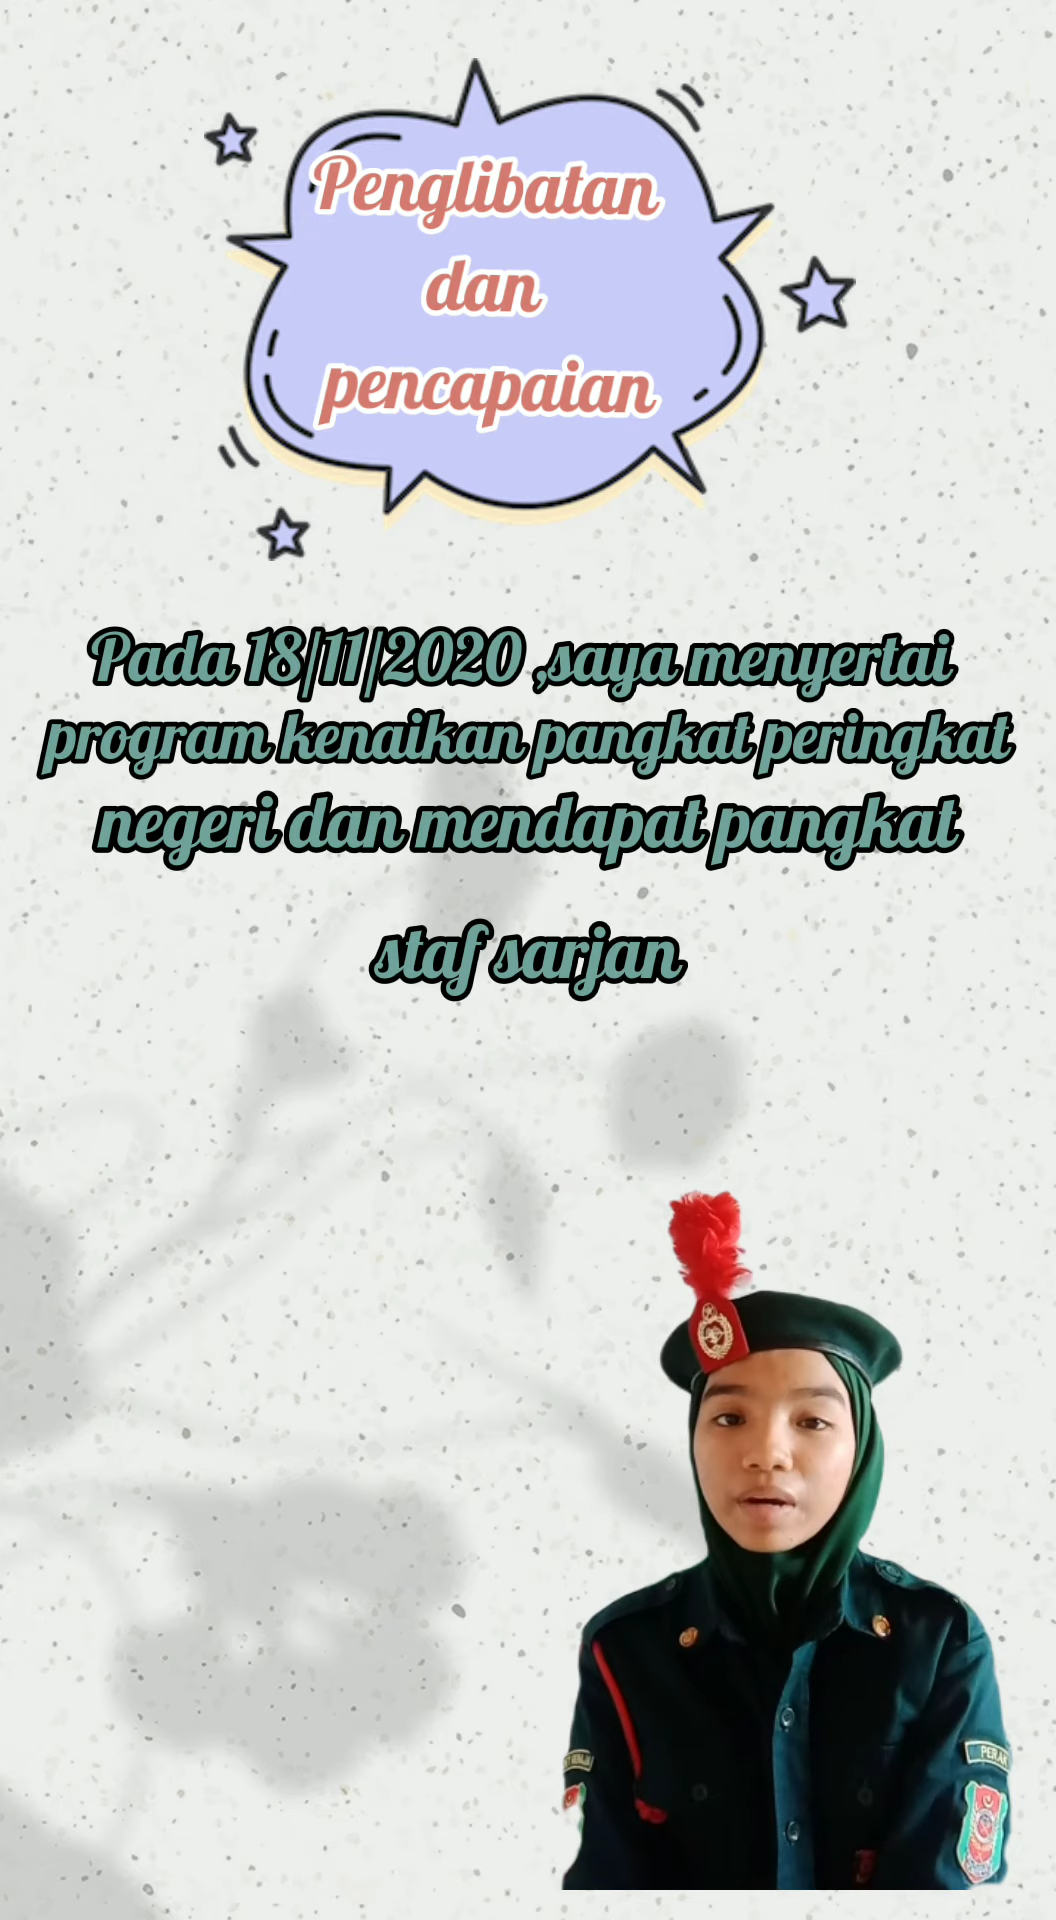 Penglibatan
dan
pencapaian
Pada 18/11/2020 ,saya menyertai
program kenaikan pangkat peringkat
negeri dan mendapat pangkat
staf sarjan
PERAK